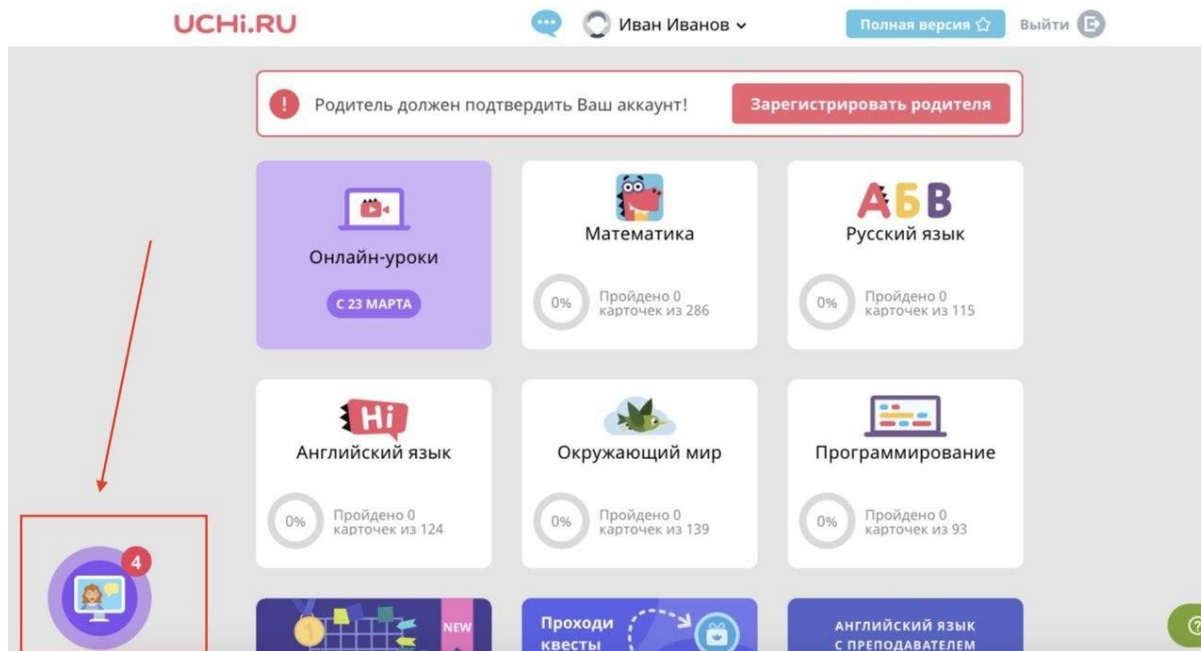 UCHi.RU
Иван Иванов
Полная версия
Выйти
!
Родитель должен подтвердить Ваш аккаунт!
Зарегистрировать родителя
Онлайн-уроки
С 23 МАРТА
Математика
0%
Пройдено 0
карточек из 286
АБВ
Русский язык
0%
Пройдено 0
карточек из 115
Hi
Английский язык
0%
Пройдено 0
карточек из 124
Окружающий мир
0%
Пройдено 0
карточек из 139
Программирование
0%
Пройдено 0
карточек из 93
4
1
NEW
Проходи
квесты
АНГЛИЙСКИЙ ЯЗЫК
С ПРЕПОДАВАТЕЛЕМ
?